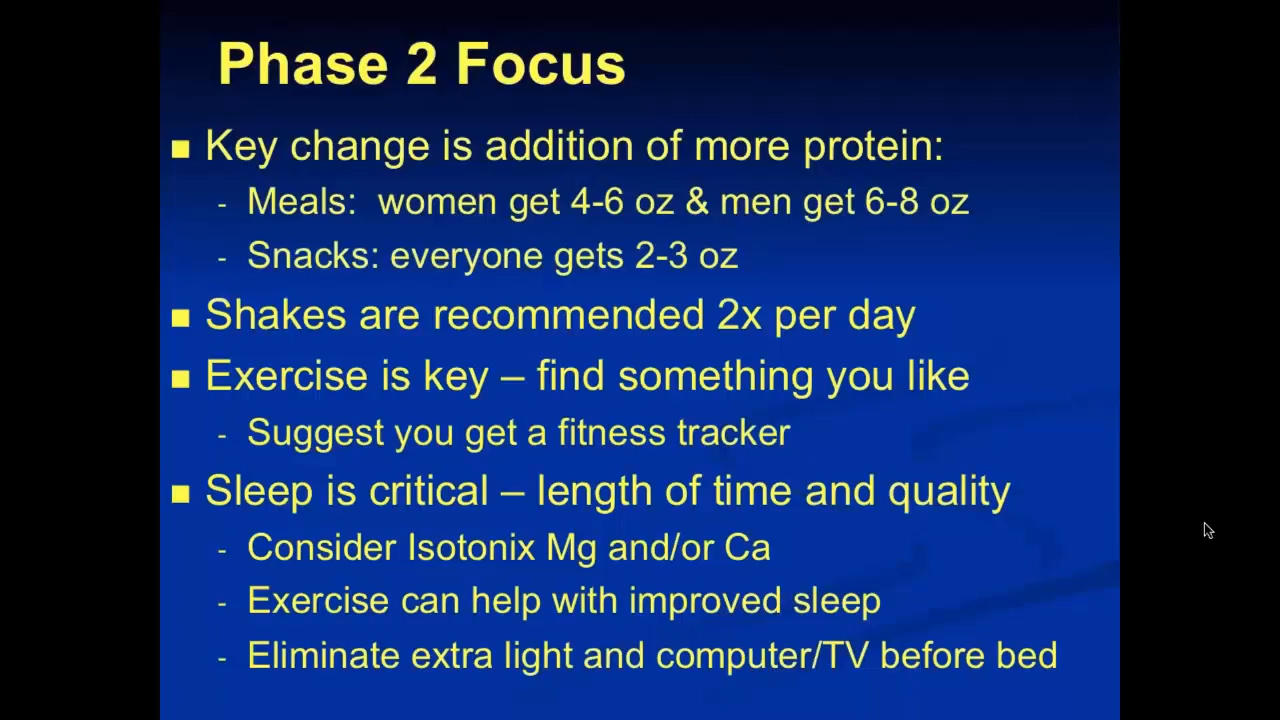 Phase 2 Focus
■ Key change is addition of more protein:
- Meals:  women get 4-6 oz & men get 6-8 oz
- Snacks: everyone gets 2-3 oz
■ Shakes are recommended 2x per day
■ Exercise is key – find something you like
- Suggest you get a fitness tracker
■ Sleep is critical – length of time and quality
- Consider Isotonix Mg and/or Ca
- Exercise can help with improved sleep
- Eliminate extra light and computer/TV before bed